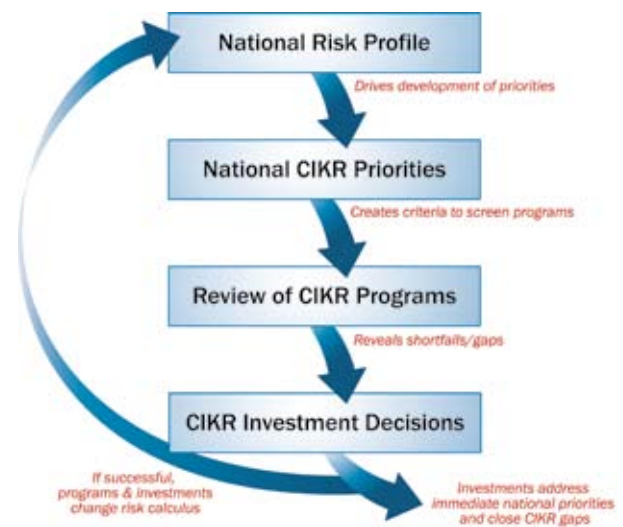 National Risk Profile
Drives development of priorities
National CIKR Priorities
Creates criteria to screen programs
Review of CIKR Programs
Reveals shortfalls/gaps
CIKR Investment Decisions
If successful,
programs & investments
change risk calculus
Investments address
immediate national priorities
and close CIKR gaps